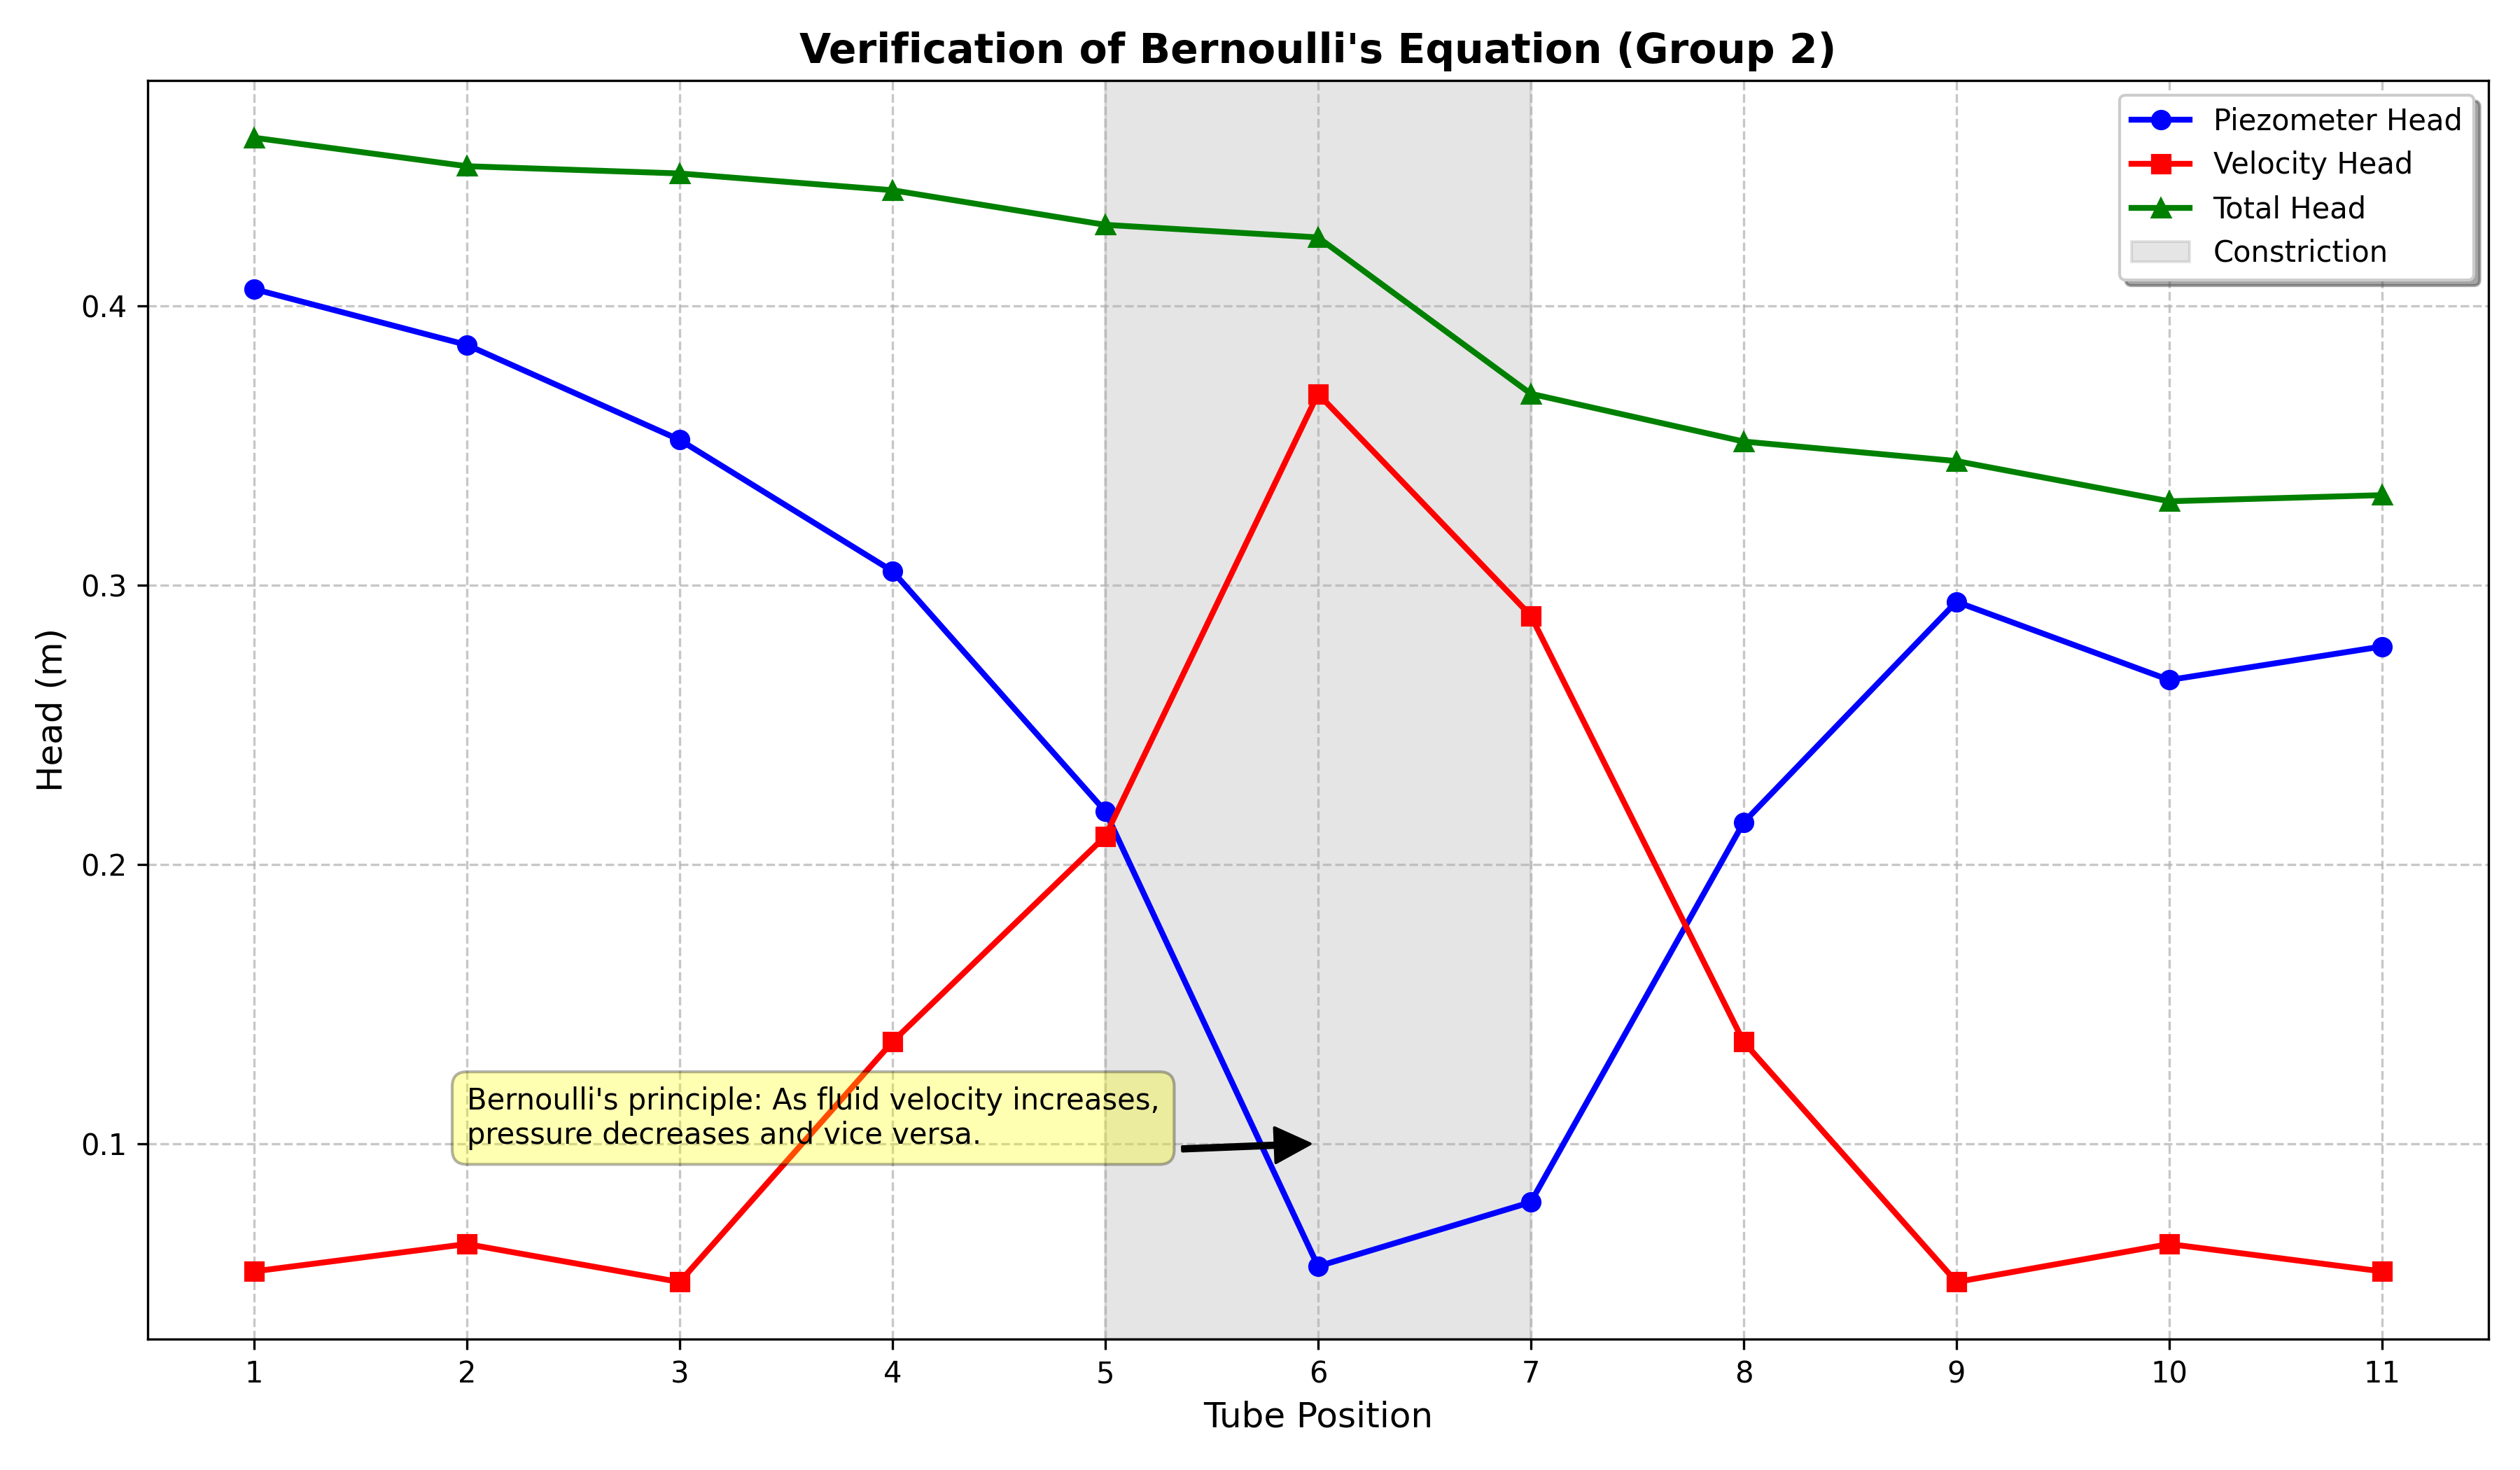 Verification of Bernoulli's Equation (Group 2)
Piezometer Head
Velocity Head
Total Head
Constriction
Head (m)
0.4
0.3
0.2
0.1
Bernoulli's principle: As fluid velocity increases,
pressure decreases and vice versa.
1 2 3 4 5 6 7 8 9 10 11
Tube Position